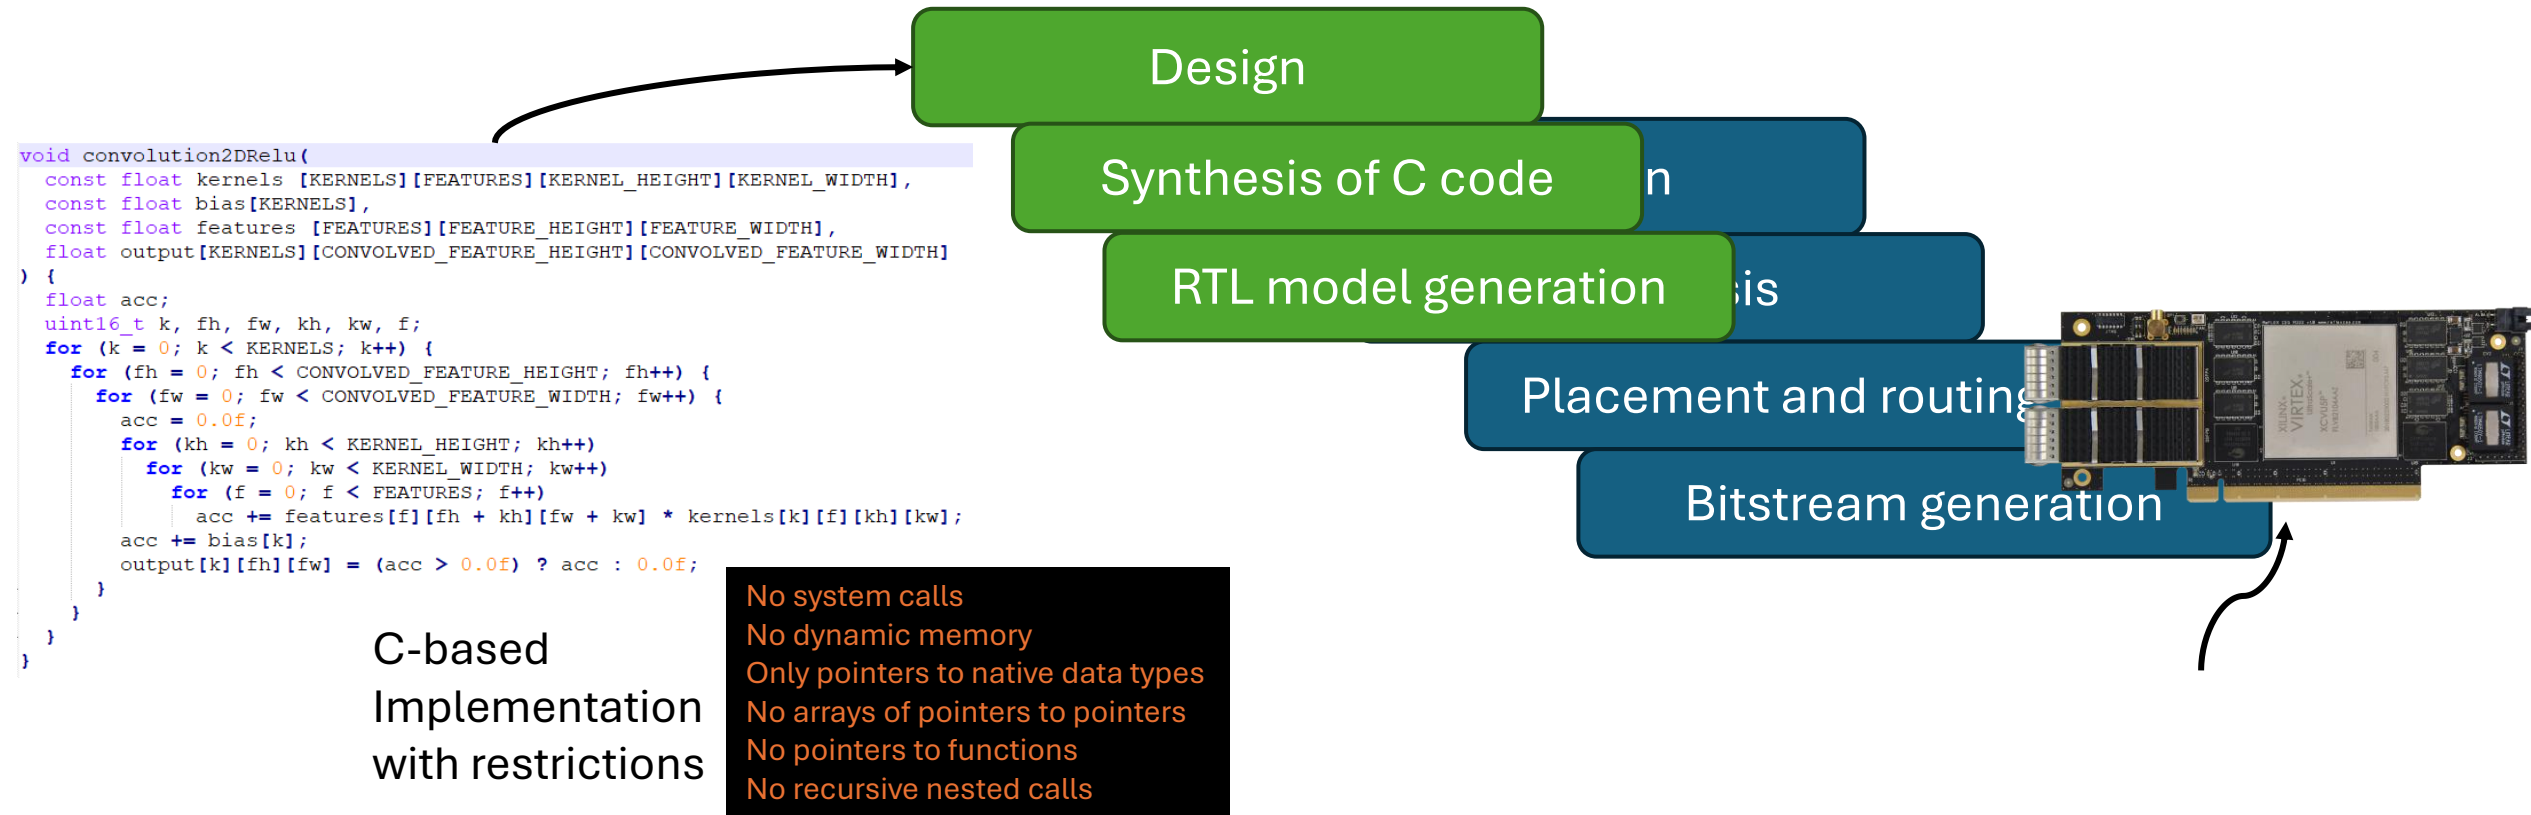 Design
Synthesis of C code
n
RTL model generation
sis
Placement and routing
Bitstream generation
void convolution2DRelu(
const float kernels [KERNELS][FEATURES][KERNEL_HEIGHT][KERNEL_WIDTH],
const float bias[KERNELS],
const float features [FEATURES][FEATURE_HEIGHT][FEATURE_WIDTH],
float output[KERNELS][CONVOLVED_FEATURE_HEIGHT][CONVOLVED_FEATURE_WIDTH]
) {
float acc;
uint16_t k, fh, fw, kh, kw, f;
for (k = 0; k < KERNELS; k++) {
for (fh = 0; fh < CONVOLVED_FEATURE_HEIGHT; fh++) {
for (fw = 0; fw < CONVOLVED_FEATURE_WIDTH; fw++) {
acc = 0.0f;
for (kh = 0; kh < KERNEL_HEIGHT; kh++)
for (kw = 0; kw < KERNEL_WIDTH; kw++)
for (f = 0; f < FEATURES; f++)
acc += features[f][fh + kh][fw + kw] * kernels[k][f][kh][kw];
acc += bias[k];
output[k][fh][fw] = (acc > 0.0f) ? acc : 0.0f;
}
}
}
}
C-based
Implementation
with restrictions
No system calls
No dynamic memory
Only pointers to native data types
No arrays of pointers to pointers
No pointers to functions
No recursive nested calls
XILINX
VIRTEX